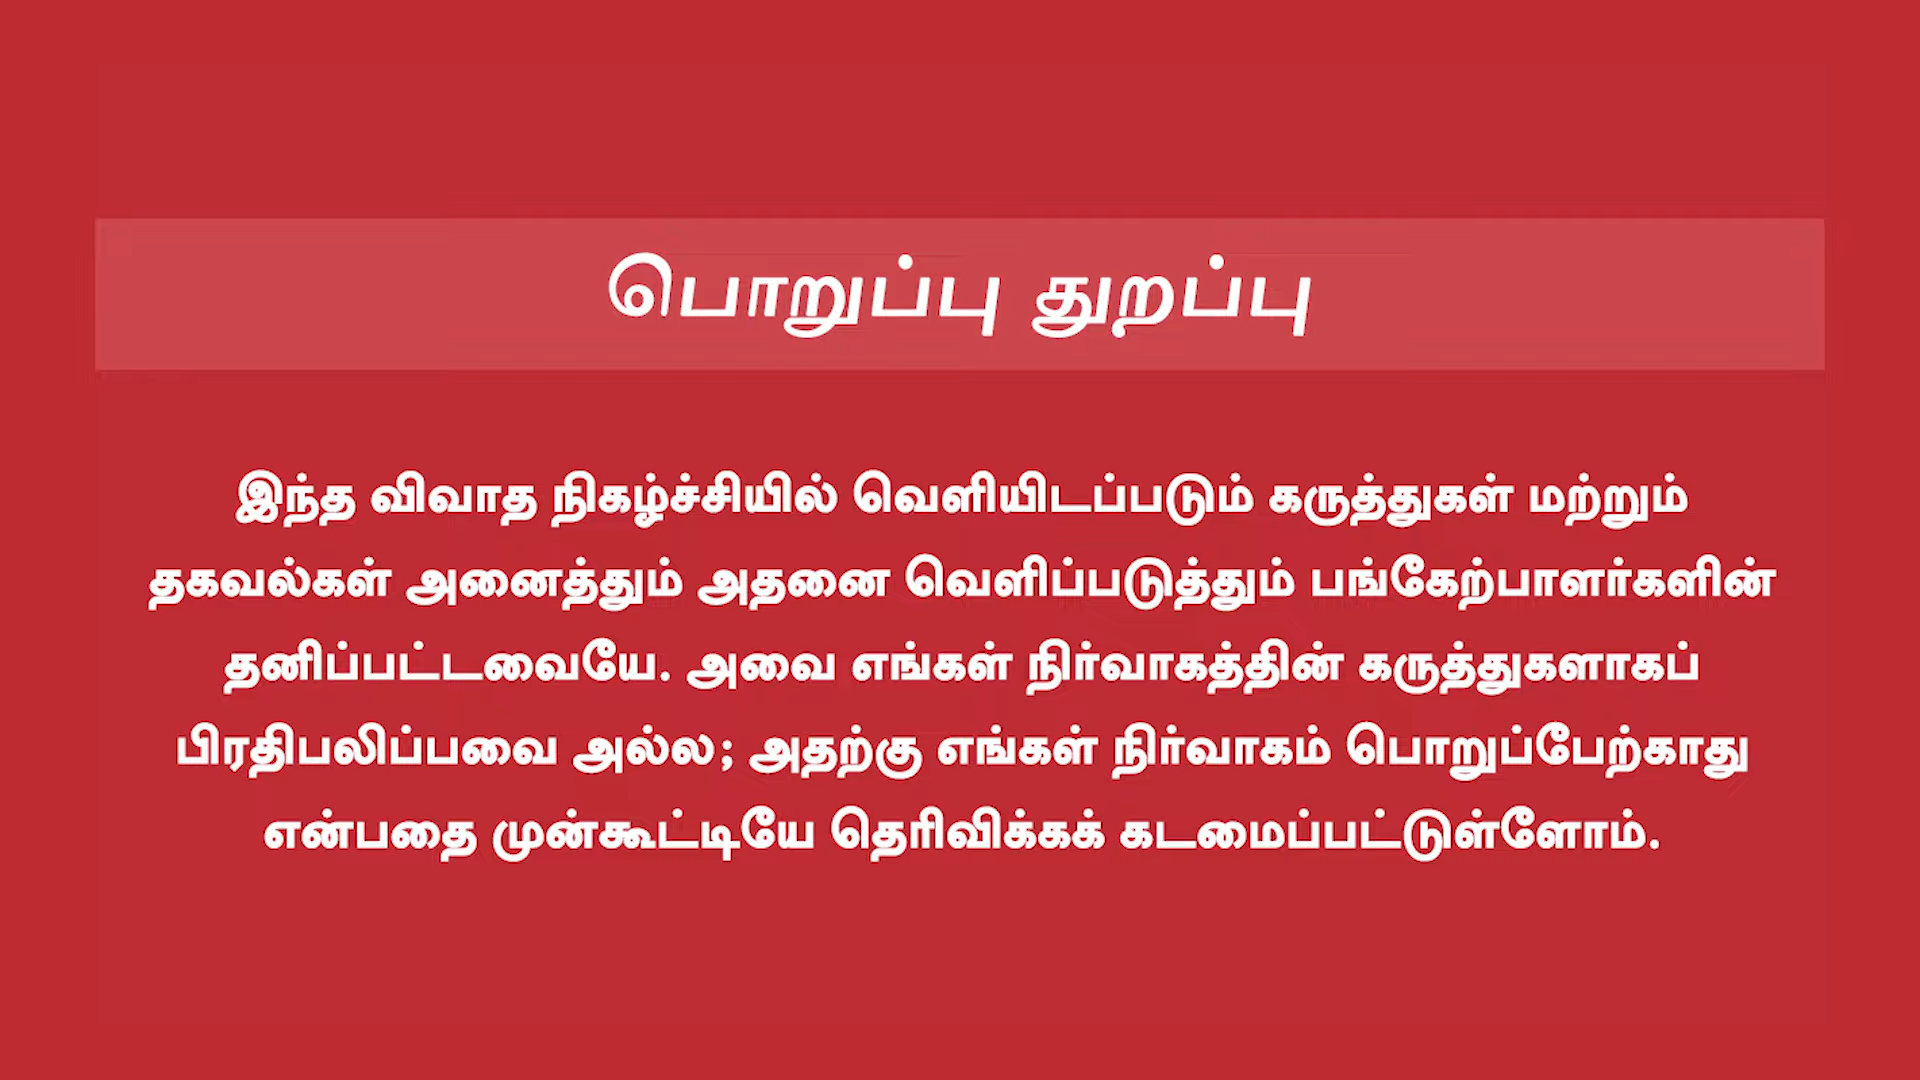 பொறுப்பு துறப்பு
இந்த விவாத நிகழ்ச்சியில் வெளியிடப்படும் கருத்துகள் மற்றும்
தகவல்கள் அனைத்தும் அதனை வெளிப்படுத்தும் பங்கேற்பாளர்களின்
தனிப்பட்டவையே. அவை எங்கள் நிர்வாகத்தின் கருத்துகளாகப்
பிரதிபலிப்பவை அல்ல; அதற்கு எங்கள் நிர்வாகம் பொறுப்பேற்காது
என்பதை முன்கூட்டியே தெரிவிக்கக் கடமைப்பட்டுள்ளோம்.